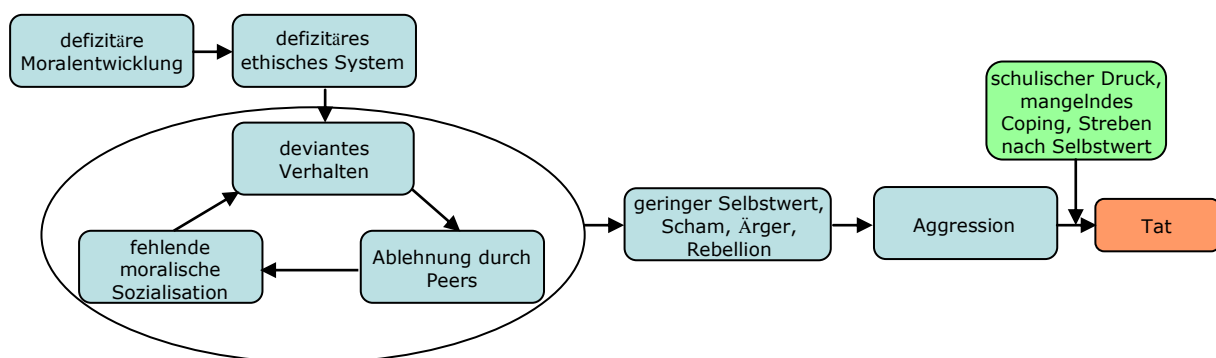 defizitäre
Moralentwicklung
defizitäres
ethisches System
schulischer Druck,
mangelndes
Coping, Streben
nach Selbstwert
deviantes
Verhalten
geringer Selbstwert,
Scham, Ärger,
Rebellion
Aggression
Tat
fehlende
moralische
Sozialisation
Ablehnung durch
Peers